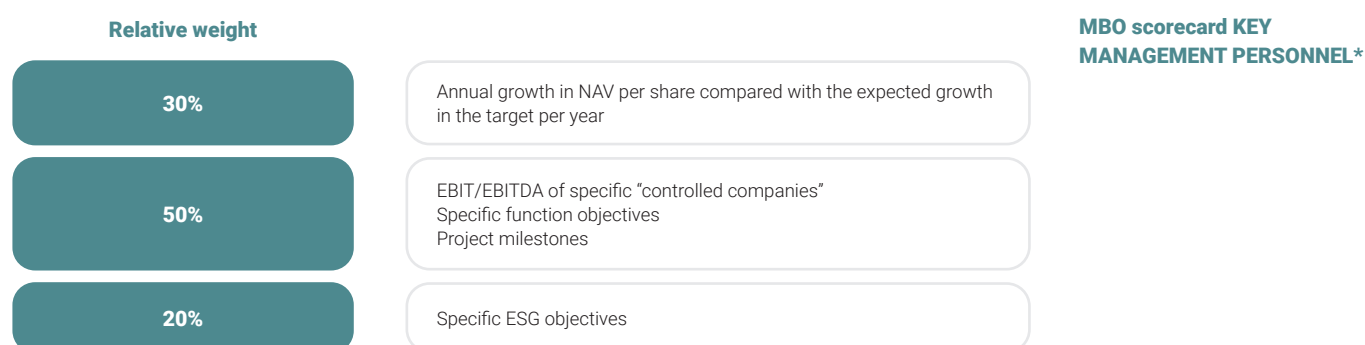 Relative weight
MBO scorecard KEY
MANAGEMENT PERSONNEL*
30%
Annual growth in NAV per share compared with the expected growth
in the target per year
50%
EBIT/EBITDA of specific “controlled companies”
Specific function objectives
Project milestones
20%
Specific ESG objectives